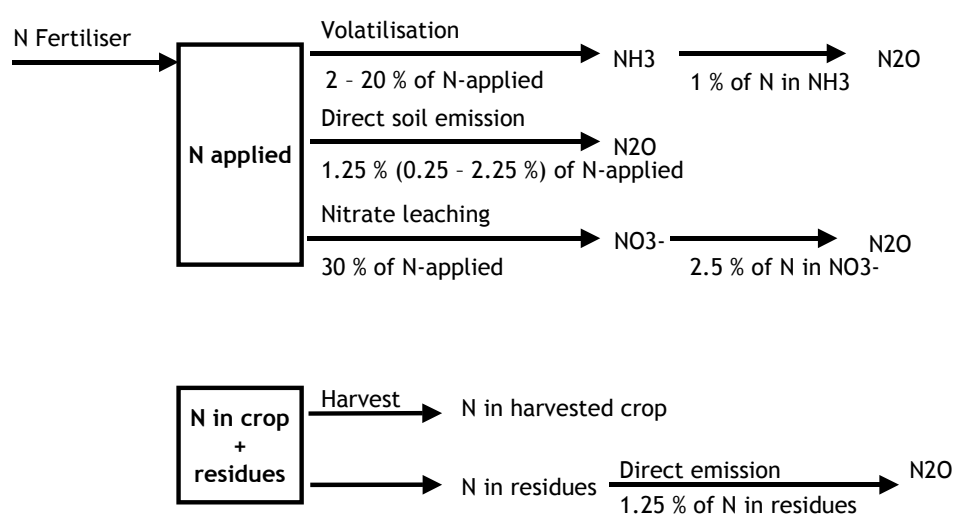 N Fertiliser
N applied
Volatilisation
2 – 20 % of N-applied
NH3
1 % of N in NH3
N2O
Direct soil emission
1.25 % (0.25 – 2.25 %) of N-applied
N2O
Nitrate leaching
30 % of N-applied
NO3-
2.5 % of N in NO3-
N2O
N in crop
+
residues
Harvest
N in harvested crop
N in residues
Direct emission
1.25 % of N in residues
N2O